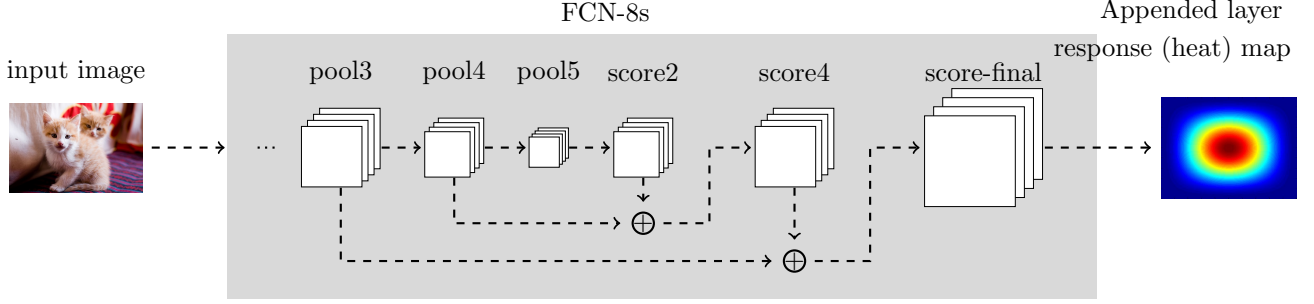 FCN-8s
Appended layer
response (heat) map
input image
pool3
pool4
pool5
score2
score4
score-final
...